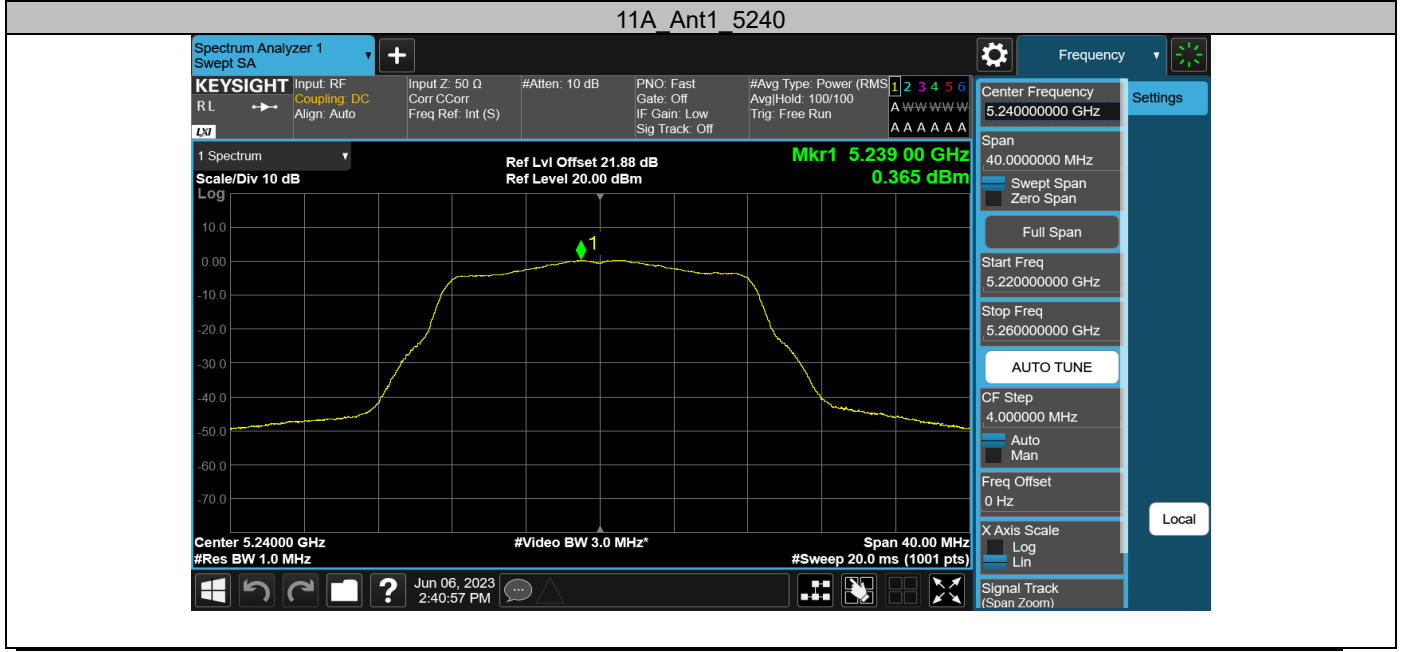 11A_Ant1_5240
Spectrum Analyzer 1
Swept SA
+
Frequency
KEYSIGHT
R L
LXI
Input: RF
Coupling: DC
Align: Auto
Input Z: 50 Ω
Corr CCorr
Freq Ref: Int (S)
#Atten: 10 dB
PNO: Fast
Gate: Off
IF Gain: Low
Sig Track: Off
#Avg Type: Power (RMS
Avg|Hold: 100/100
Trig: Free Run
1 2 3 4 5 6
A W W W W W
A A A A A A
1 Spectrum
Scale/Div 10 dB
Log
Ref Lvl Offset 21.88 dB
Ref Level 20.00 dBm
Mkr1 5.239 00 GHz
0.365 dBm
1
10.0
0.00
-10.0
-20.0
-30.0
-40.0
-50.0
-60.0
-70.0
Center 5.24000 GHz
#Res BW 1.0 MHz
#Video BW 3.0 MHz*
Span 40.00 MHz
#Sweep 20.0 ms (1001 pts)
?
Jun 06, 2023
2:40:57 PM
Center Frequency
5.240000000 GHz
Span
40.0000000 MHz
Swept Span
Zero Span
Full Span
Start Freq
5.220000000 GHz
Stop Freq
5.260000000 GHz
AUTO TUNE
CF Step
4.000000 MHz
Auto
Man
Freq Offset
0 Hz
X Axis Scale
Log
Lin
Signal Track
(Span Zoom)
Settings
Local